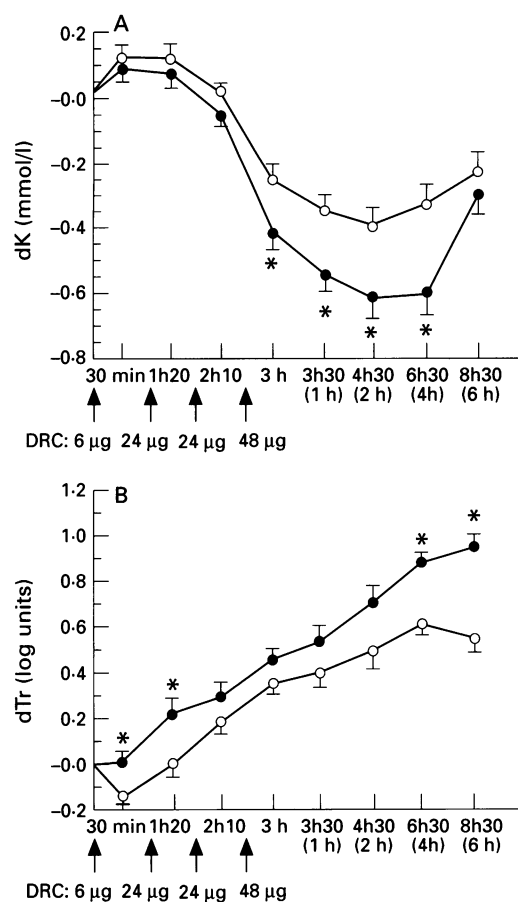 A
0.2
-0.0
-0.2
-0.4
-0.6
-0.8
dK (mmol/l)
30 min 1h20 2h10 3 h 3h30 4h30 6h30 8h30
(1 h) (2 h) (4h) (6 h)
DRC: 6 µg 24 µg 24 µg 48 µg
* * * *
B
1·2
1·0
0.8
0.6
0.4
0.2
-0.0
-0.2
dTr (log units)
* * * *
30 min 1h20 2h10 3 h 3h30 4h30 6h30 8h30
(1 h) (2 h) (4h) (6 h)
DRC: 6 µg 24 µg 24 µg 48 µg